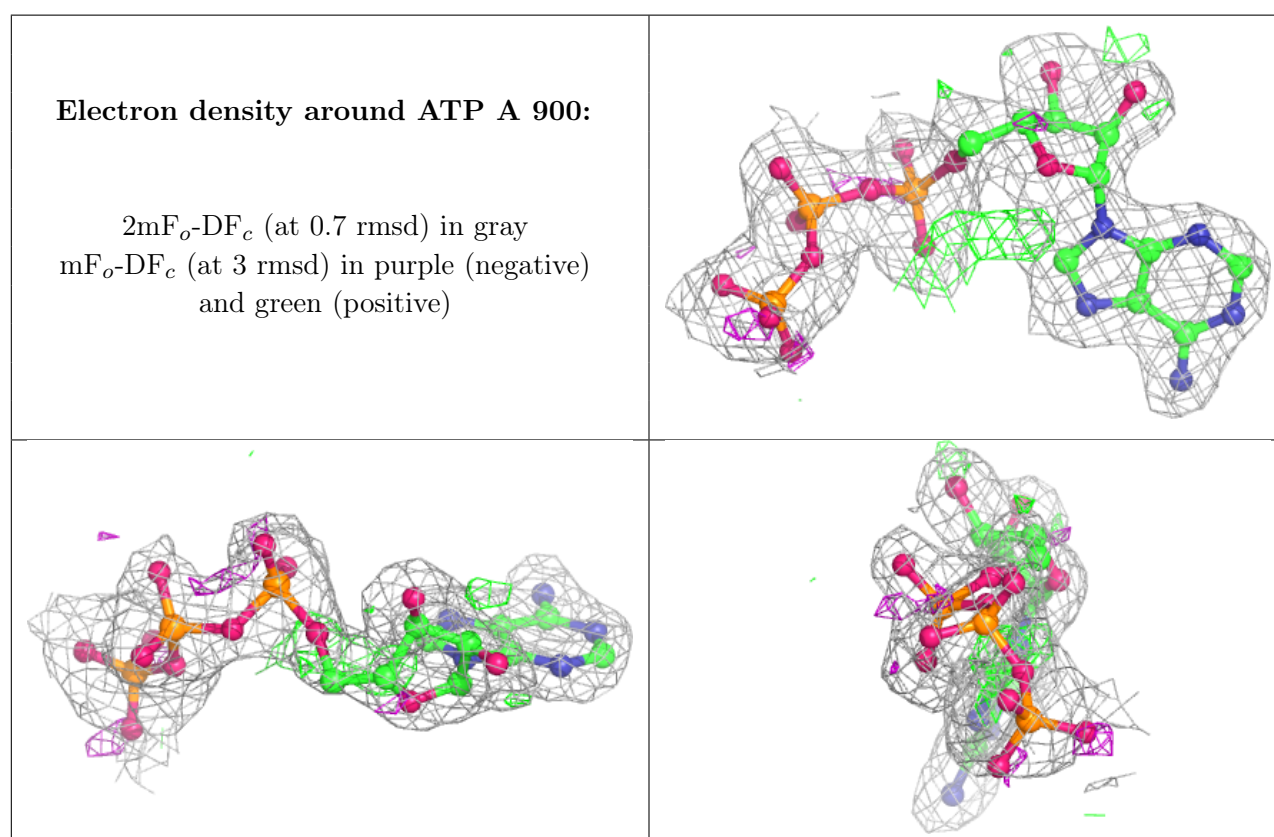 Electron density around ATP A 900:
2mFo-DFc (at 0.7 rmsd) in gray
mFo-DFc (at 3 rmsd) in purple (negative)
and green (positive)